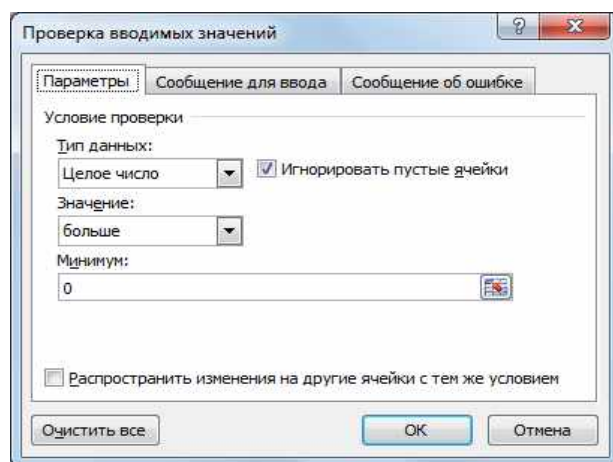 Проверка вводимых значений
Параметры Сообщение для ввода Сообщение об ошибке
Условие проверки
Тип данных:
Целое число Игнорировать пустые ячейки
Значение:
больше
Минимум:
0
Распространить изменения на другие ячейки с тем же условием
Очистить все ОК Отмена